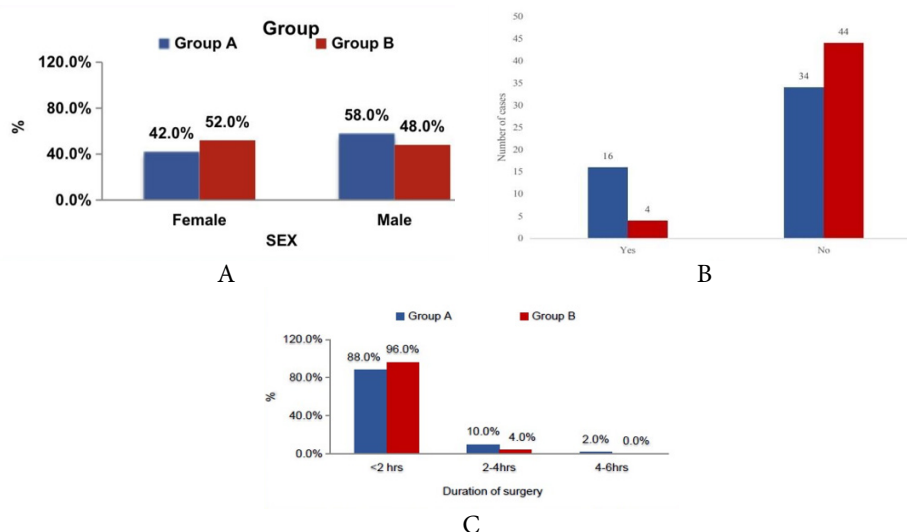 Group
Group A Group B
120.0%
80.0%
40.0%
0.0%
%
42.0% 52.0% 58.0% 48.0%
Female Male
SEX
A
50
45
40
35
30
25
20
15
10
5
0
Number of cases
16 4 34 44
Yes No
B
Group A Group B
120.0%
80.0%
40.0%
0.0%
%
88.0% 96.0% 10.0% 4.0% 2.0% 0.0%
<2 hrs 2-4hrs 4-6hrs
Duration of surgery
C